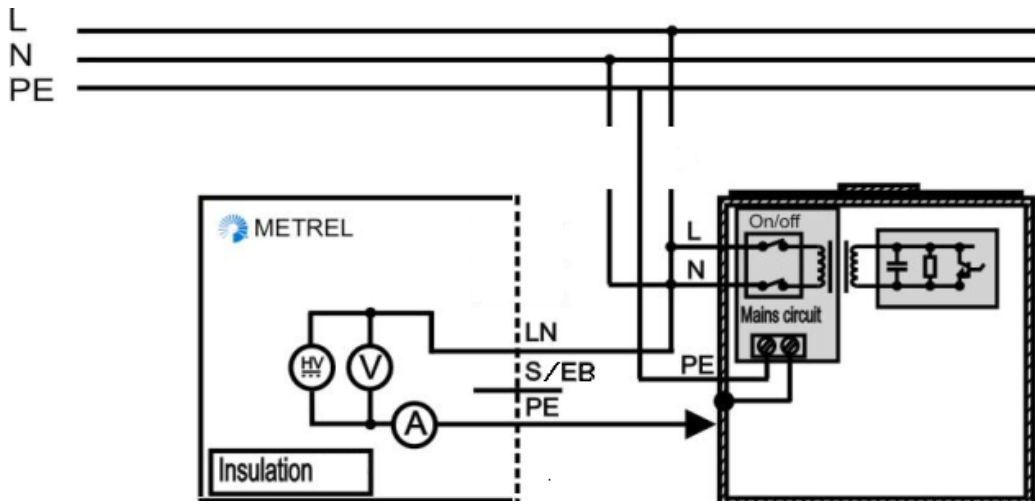 L
N
PE
METREL
On/off
L
N
Mains circuit
LN
HV
V
S/EB
PE
PE
A
Insulation